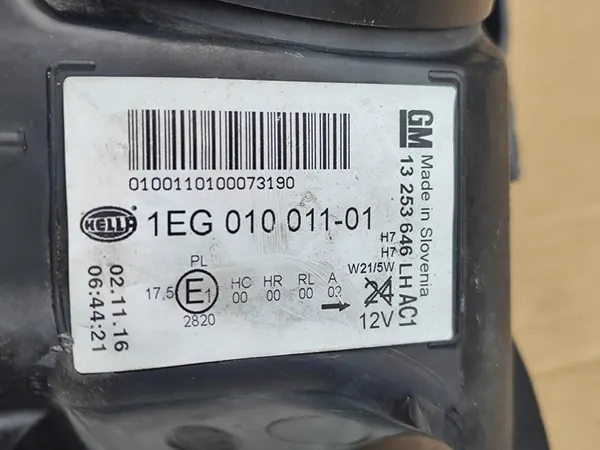 0100110100073190
HELLA
1EG 010 011-01
H7
H7
W21/5W
12V
PL
17,5
E1
2820
HC HR RL A
00 00 00 02
02.11.16
06:44:21
GM
Made in Slovenia
13 253 646 LH AC1